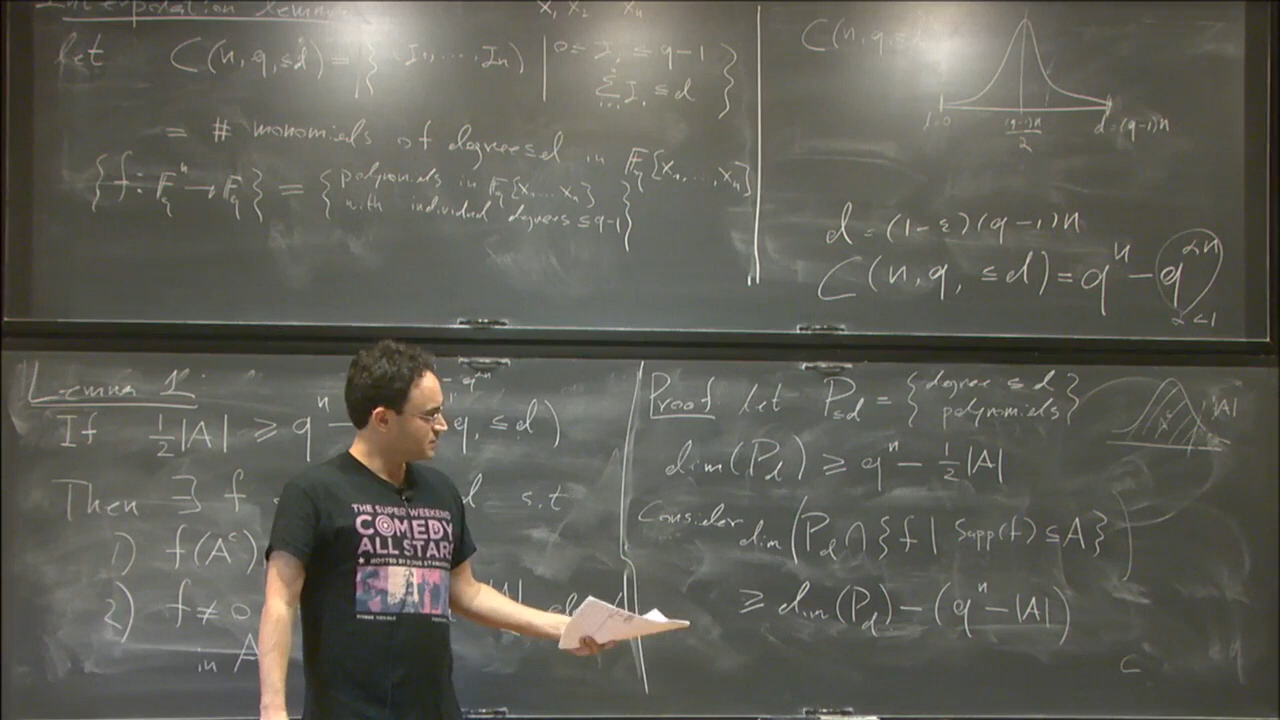 Interpolation lemma
x₁ x₂ xₙ
let C(n, q, ≤d) = { (I₁, ..., Iₙ) | 0 ≤ Iᵢ ≤ q-1
Σ Iᵢ ≤ d }
= # monomials of degree ≤d in F_q[x₁, ..., xₙ]
{f: F_qⁿ → F_q} = { polynomials in F_q[x₁...xₙ]
with individual degrees ≤ q-1 }
C(n, q, ≤d)
d=0
(q-1)n / 2
d=(q-1)n
d = (1-ε)(q-1)n
C(n, q, ≤d) = qⁿ - q^{αn}
α<1
Lemma 1:
If ½|A| ≥ qⁿ - q, ≤d)
Then ∃ f s.t
1) f(Aᶜ)
2) f ≠ 0
in A
Proof: let P_{≤d} = { degree ≤d
polynomials }
|A|
dim(P_d) ≥ qⁿ - ½|A|
Consider dim(P_d ∩ {f | Supp(f) ⊆ A})
≥ dim(P_d) - (qⁿ - |A|)
THE SUPER WEEKEND
COMEDY
ALL STARS